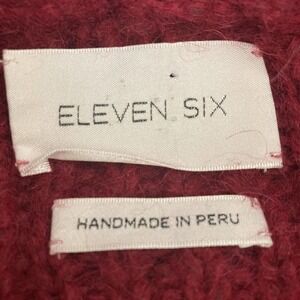 ELEVEN SIX
HANDMADE IN PERU